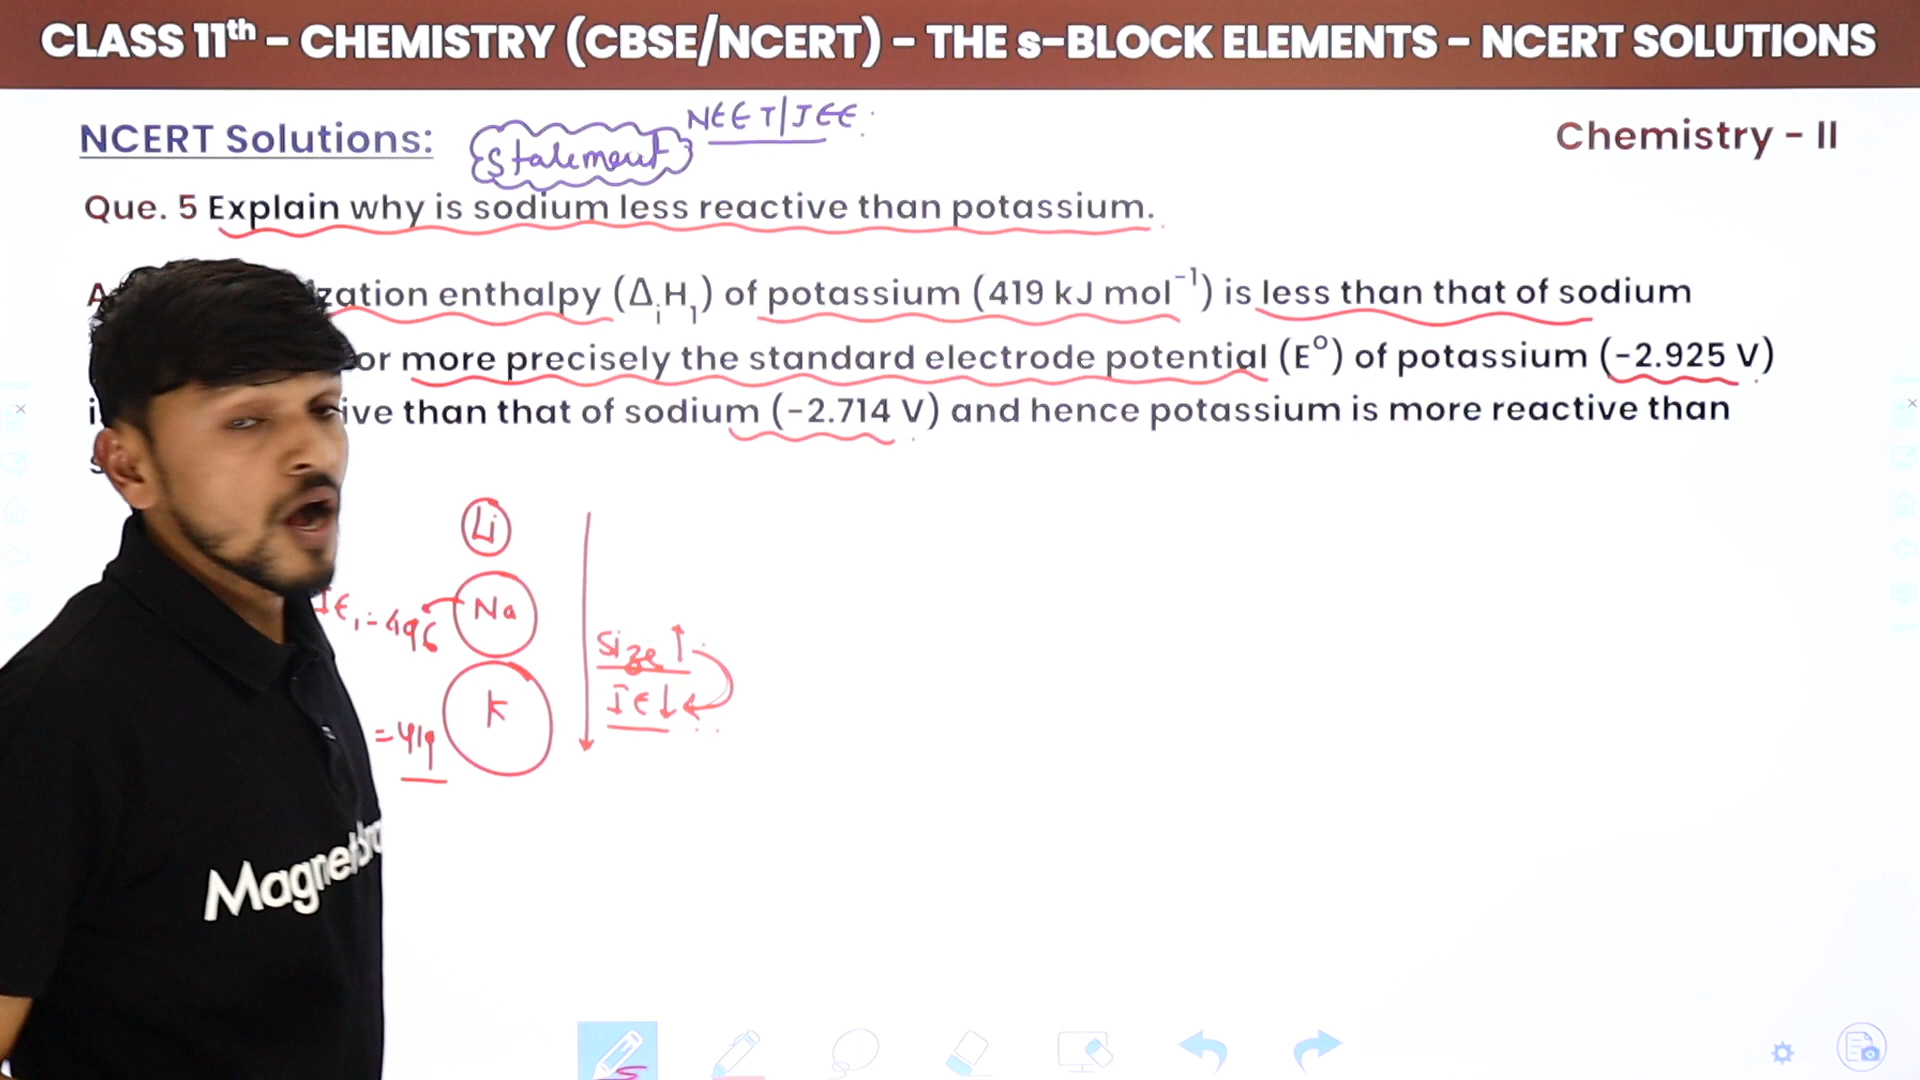 CLASS 11th - CHEMISTRY (CBSE/NCERT) - THE s-BLOCK ELEMENTS - NCERT SOLUTIONS
NEET/JEE
NCERT Solutions: Statement Chemistry - II
Que. 5 Explain why is sodium less reactive than potassium.
zation enthalpy (ΔᵢH₁) of potassium (419 kJ mol⁻¹) is less than that of sodium
or more precisely the standard electrode potential (E°) of potassium (-2.925 V)
ive than that of sodium (-2.714 V) and hence potassium is more reactive than
Li
IE₁ = 496 Na
Size ↑
K IE ↓
= 419
Magnet